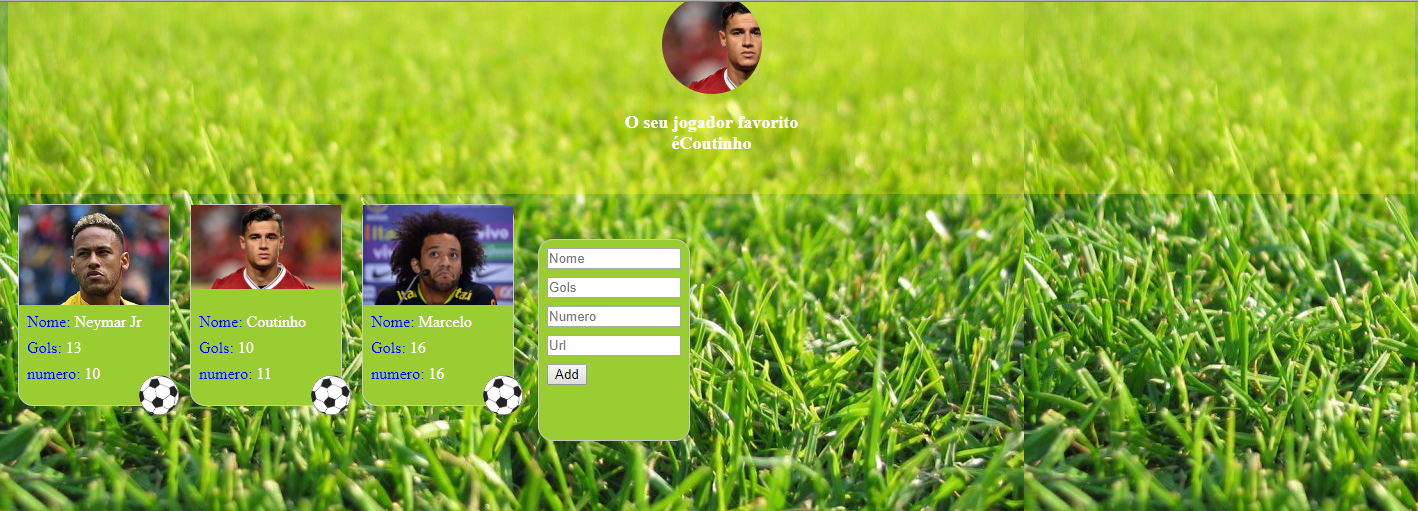 O seu jogador favorito
éCoutinho
Nome: Neymar Jr
Gols: 13
numero: 10
Nome: Coutinho
Gols: 10
numero: 11
Nome: Marcelo
Gols: 16
numero: 16
Nome
Gols
Numero
Url
Add